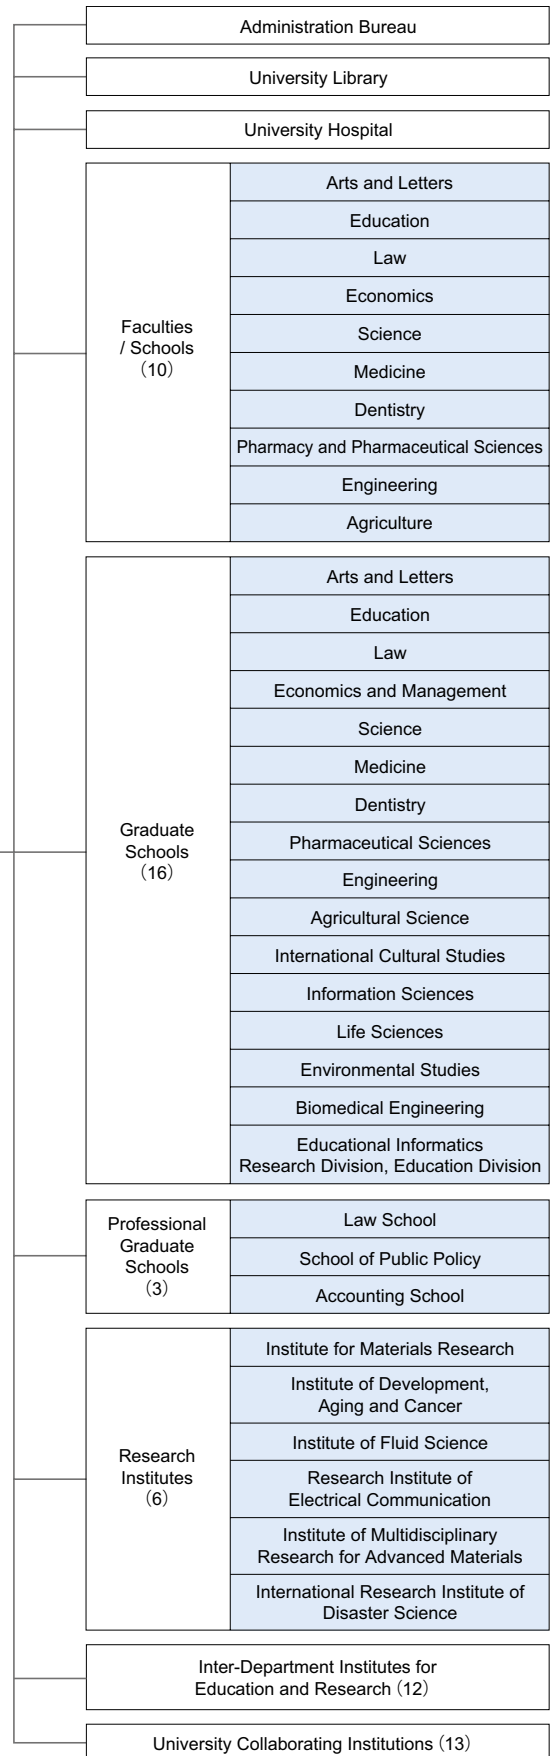 Administration Bureau
University Library
University Hospital
Faculties
/ Schools
（10）
Arts and Letters
Education
Law
Economics
Science
Medicine
Dentistry
Pharmacy and Pharmaceutical Sciences
Engineering
Agriculture
Graduate
Schools
（16）
Arts and Letters
Education
Law
Economics and Management
Science
Medicine
Dentistry
Pharmaceutical Sciences
Engineering
Agricultural Science
International Cultural Studies
Information Sciences
Life Sciences
Environmental Studies
Biomedical Engineering
Educational Informatics
Research Division, Education Division
Professional
Graduate
Schools
（3）
Law School
School of Public Policy
Accounting School
Research
Institutes
（6）
Institute for Materials Research
Institute of Development,
Aging and Cancer
Institute of Fluid Science
Research Institute of
Electrical Communication
Institute of Multidisciplinary
Research for Advanced Materials
International Research Institute of
Disaster Science
Inter-Department Institutes for
Education and Research（12）
University Collaborating Institutions（13）